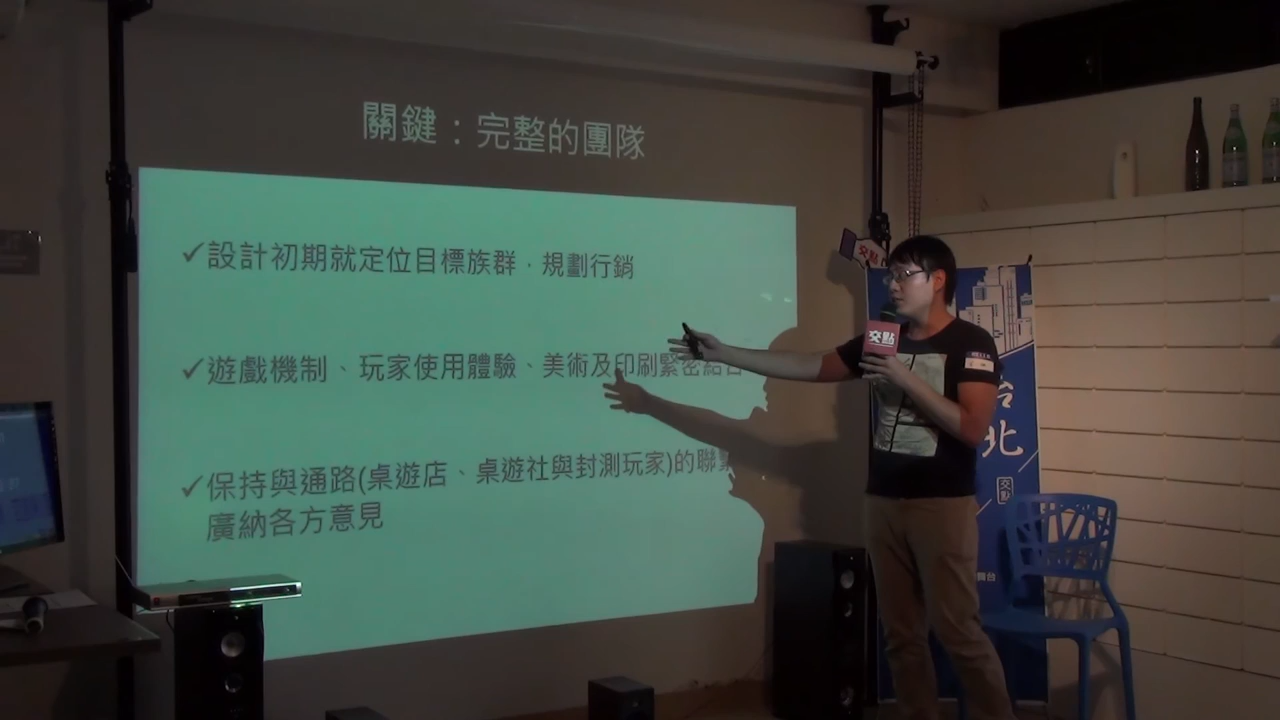 關鍵：完整的團隊
✓設計初期就定位目標族群，規劃行銷
✓遊戲機制、玩家使用體驗、美術及印刷緊密結合
✓保持與通路(桌遊店、桌遊社與封測玩家)的聯繫
廣納各方意見
交點
交點
台北
交點